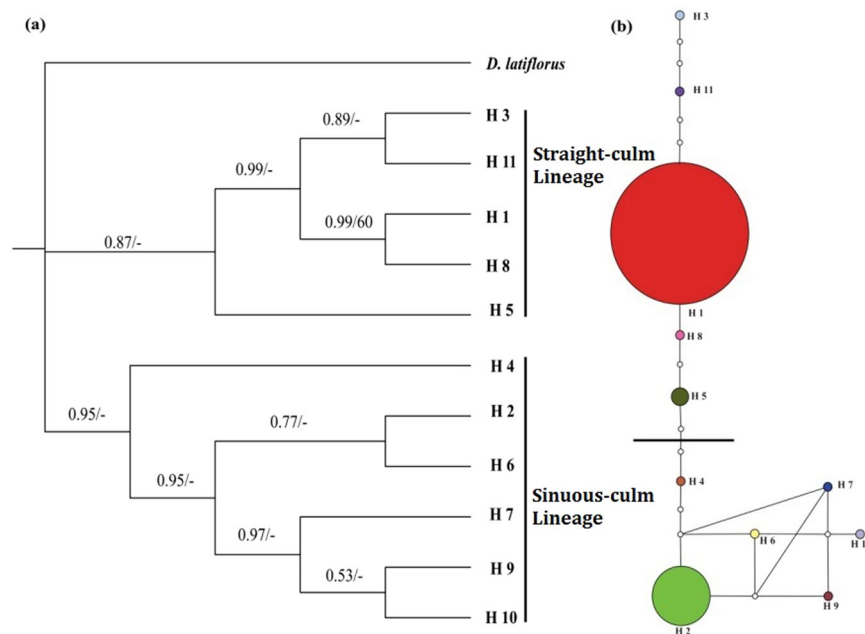 (a)
D. latiflorus
H 3
0.89/-
H 11
0.99/-
H 1
0.99/60
H 8
0.87/-
H 5
Straight-culm
Lineage
H 4
0.95/-
H 2
0.77/-
H 6
0.95/-
H 7
0.97/-
H 9
0.53/-
H 10
Sinuous-culm
Lineage
(b)
H 3
H 11
H 1
H 8
H 5
H 4
H 7
H 6
H 1
H 9
H 2